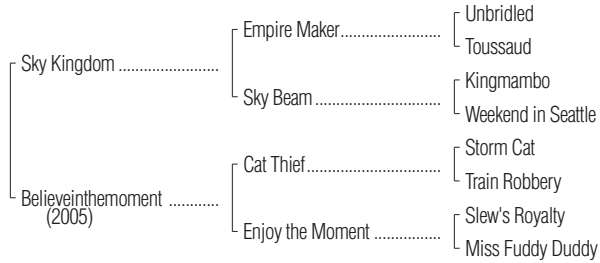 Unbridled
Empire Maker.........................
Toussaud
Sky Kingdom .........................
Kingmambo
Sky Beam ...............................
Weekend in Seattle
Storm Cat
Cat Thief..................................
Train Robbery
Believeinthemoment ............
(2005)
Slew's Royalty
Enjoy the Moment ................
Miss Fuddy Duddy